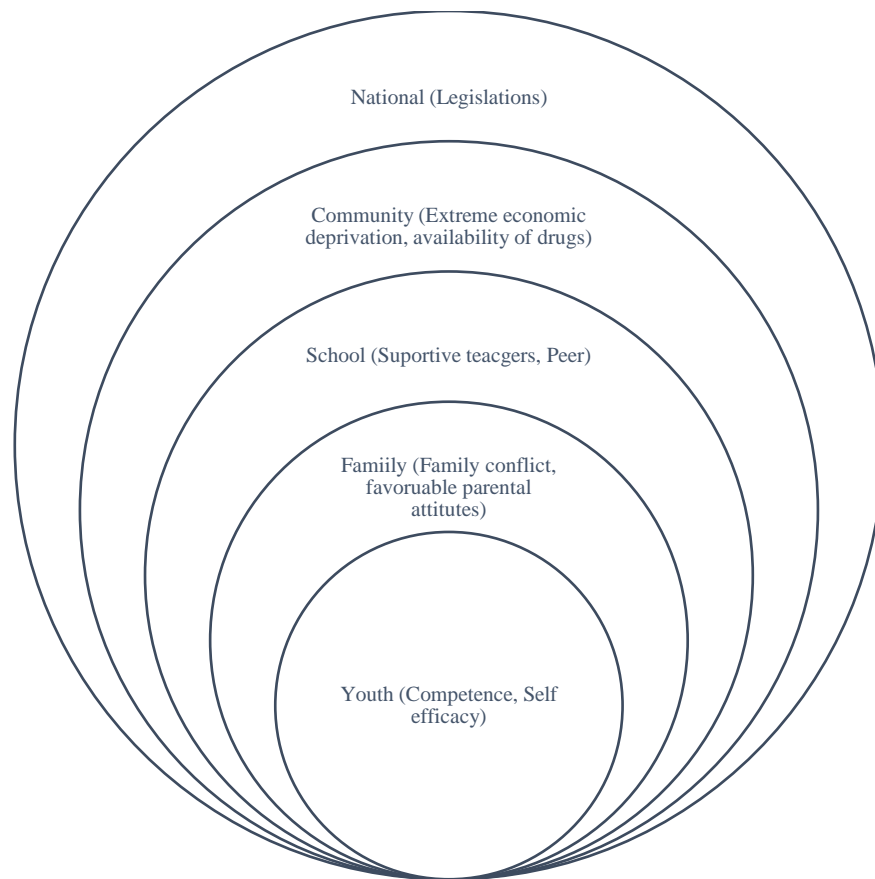 National (Legislations)
Community (Extreme economic
deprivation, availability of drugs)
School (Suportive teacgers, Peer)
Famiily (Family conflict,
favoruable parental
attitutes)
Youth (Competence, Self
efficacy)